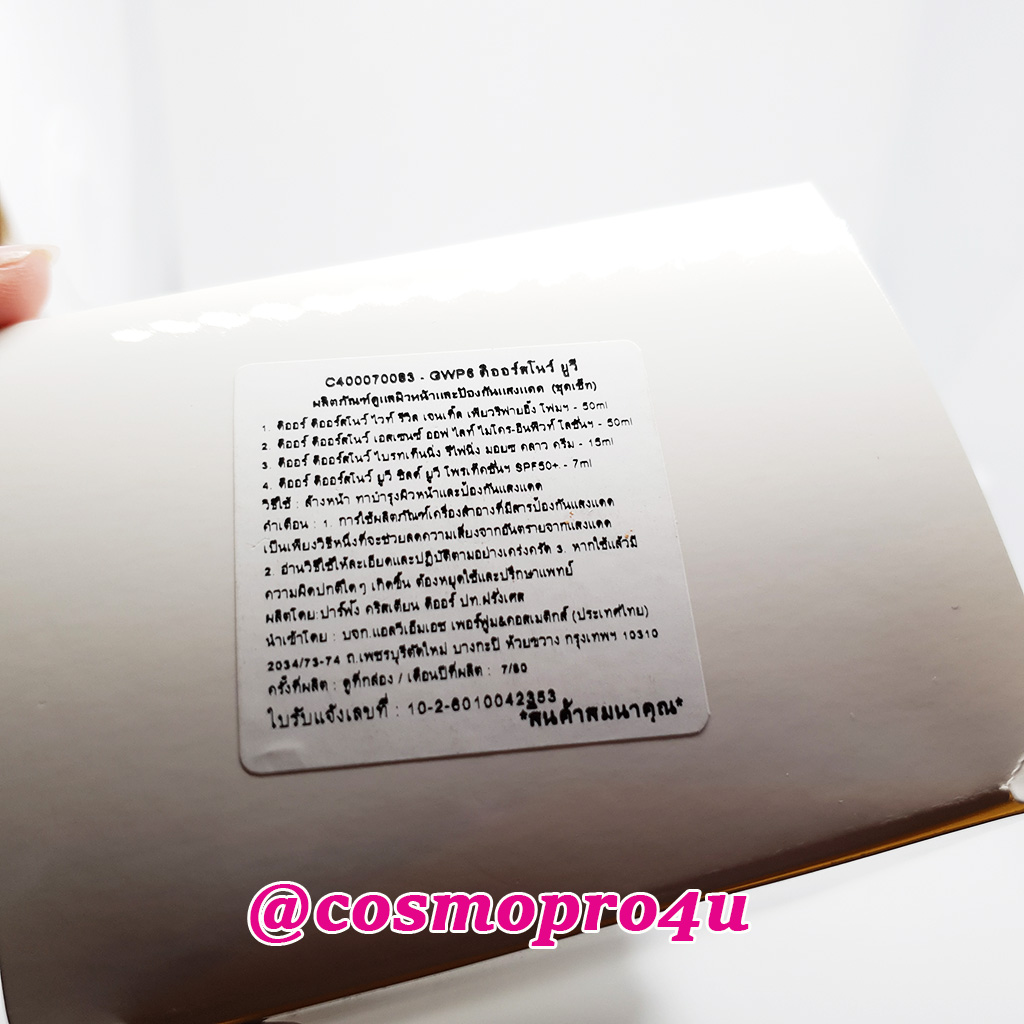 C400070083 - GWP6 ดิออร์สโนว์ ยูวี
ผลิตภัณฑ์ดูแลผิวหน้าและป้องกันแสงแดด (ชุดเซ็ท)
1. ดิออร์ ดิออร์สโนว์ ไวท์ รีวีล เจนเทิ้ล เพียวริฟายอิ้ง โฟมฯ - 50ml
2. ดิออร์ ดิออร์สโนว์ เอสเซนซ์ ออฟ ไลท์ ไมโคร-อินฟิวท์ โลชั่นฯ - 50ml
3. ดิออร์ ดิออร์สโนว์ ไบรทเท็นนิ่ง รีไฟนิ่ง มอยซ คลาว ครีม - 15ml
4. ดิออร์ ดิออร์สโนว์ ยูวี ชิลด์ ยูวี โพรเท็คชั่นฯ SPF50+ - 7ml
วิธีใช้ : ล้างหน้า ทาบำรุงผิวหน้าและป้องกันแสงแดด
คำเตือน : 1. การใช้ผลิตภัณฑ์เครื่องสำอางที่มีสารป้องกันแสงแดด
เป็นเพียงวิธีหนึ่งที่จะช่วยลดความเสี่ยงจากอันตรายจากแสงแดด
2. อ่านวิธีใช้ให้ละเอียดและปฏิบัติตามอย่างเคร่งครัด 3. หากใช้แล้วมี
ความผิดปกติใดๆ เกิดขึ้น ต้องหยุดใช้และปรึกษาแพทย์
ผลิตโดย:ปาร์ฟัง คริสเตียน ดิออร์ ปท.ฝรั่งเศส
นำเข้าโดย : บจก.แอลวีเอ็มเอช เพอร์ฟูม&คอสเมติกส์ (ประเทศไทย)
2034/73-74 ถ.เพชรบุรีตัดใหม่ บางกะปิ ห้วยขวาง กรุงเทพฯ 10310
ครั้งที่ผลิต : ดูที่กล่อง / เดือนปีที่ผลิต : 7/60
ใบรับแจ้งเลขที่ : 10-2-6010042353
*สินค้าสมนาคุณ*
@cosmopro4u